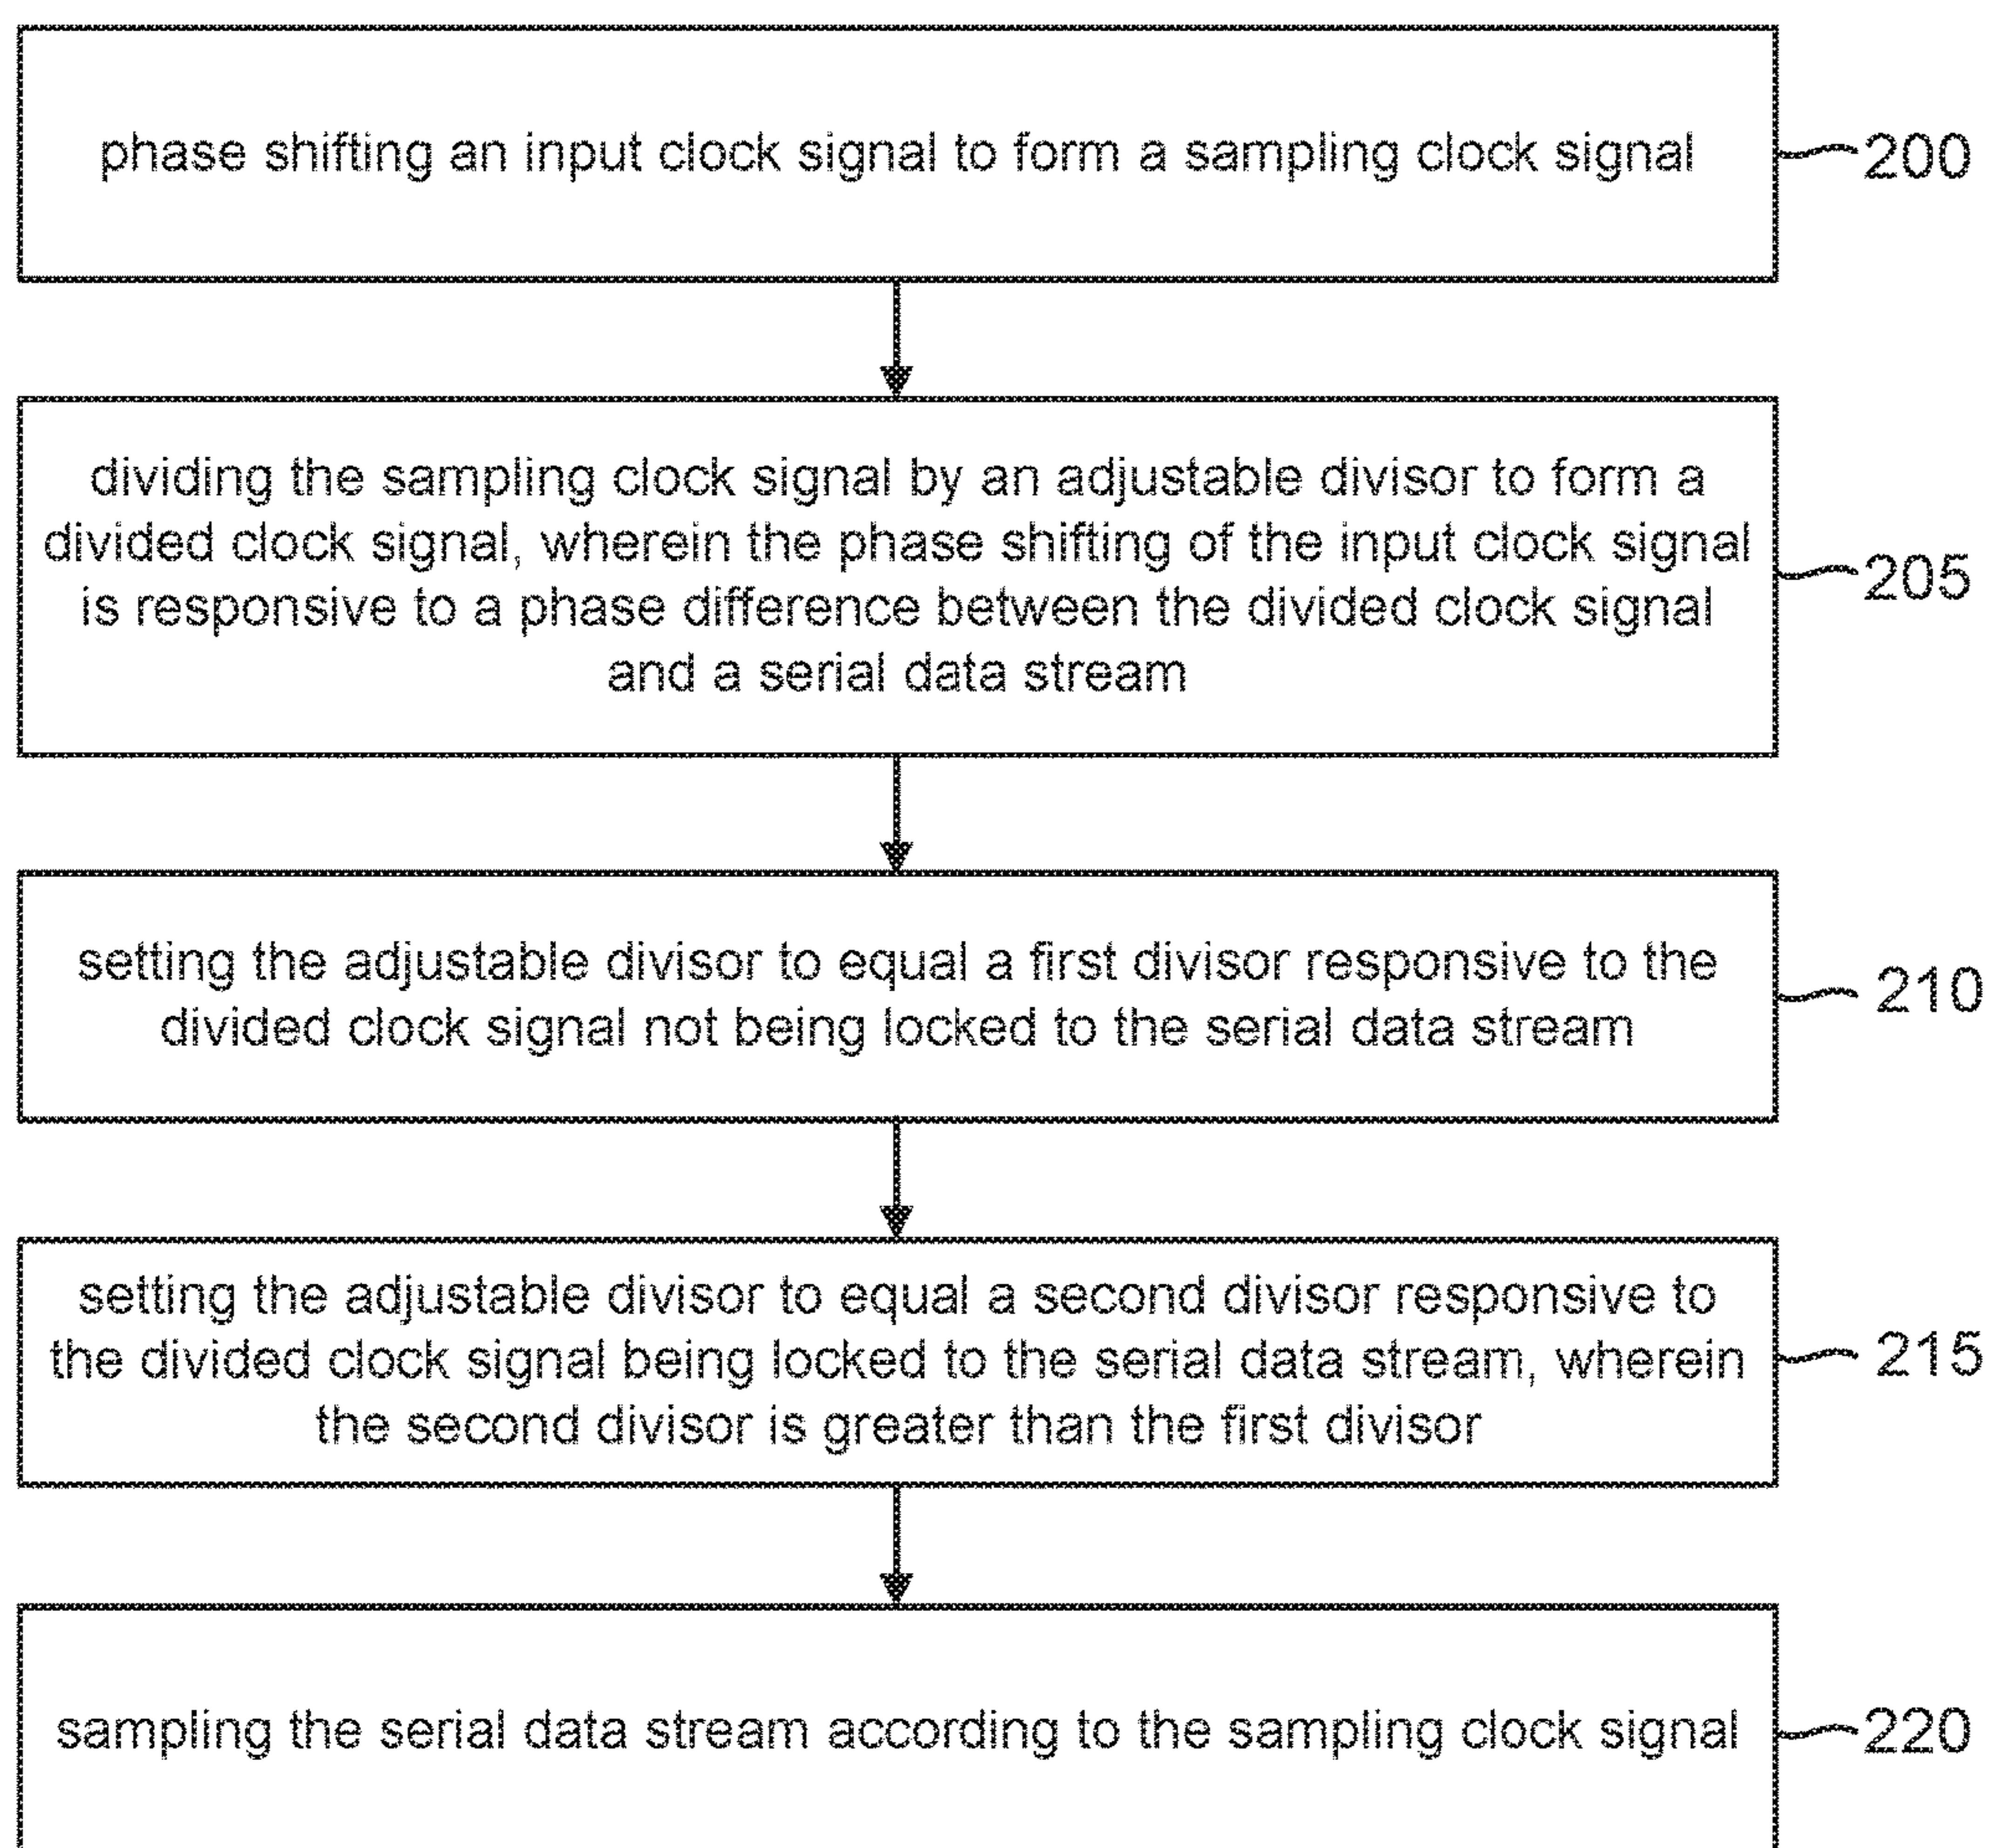 phase shifting an input clock signal to form a sampling clock signal
200
dividing the sampling clock signal by an adjustable divisor to form a
divided clock signal, wherein the phase shifting of the input clock signal
is responsive to a phase difference between the divided clock signal
and a serial data stream
205
setting the adjustable divisor to equal a first divisor responsive to the
divided clock signal not being locked to the serial data stream
210
setting the adjustable divisor to equal a second divisor responsive to
the divided clock signal being locked to the serial data stream, wherein
the second divisor is greater than the first divisor
215
sampling the serial data stream according to the sampling clock signal
220